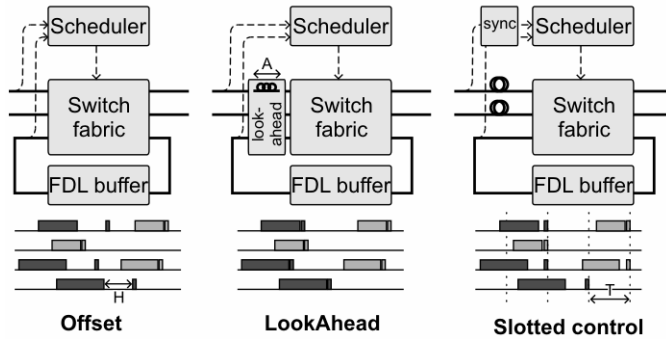 Scheduler
Switch
fabric
FDL buffer
H
Offset
Scheduler
A
look-
ahead
Switch
fabric
FDL buffer
LookAhead
sync
Scheduler
Switch
fabric
FDL buffer
T
Slotted control